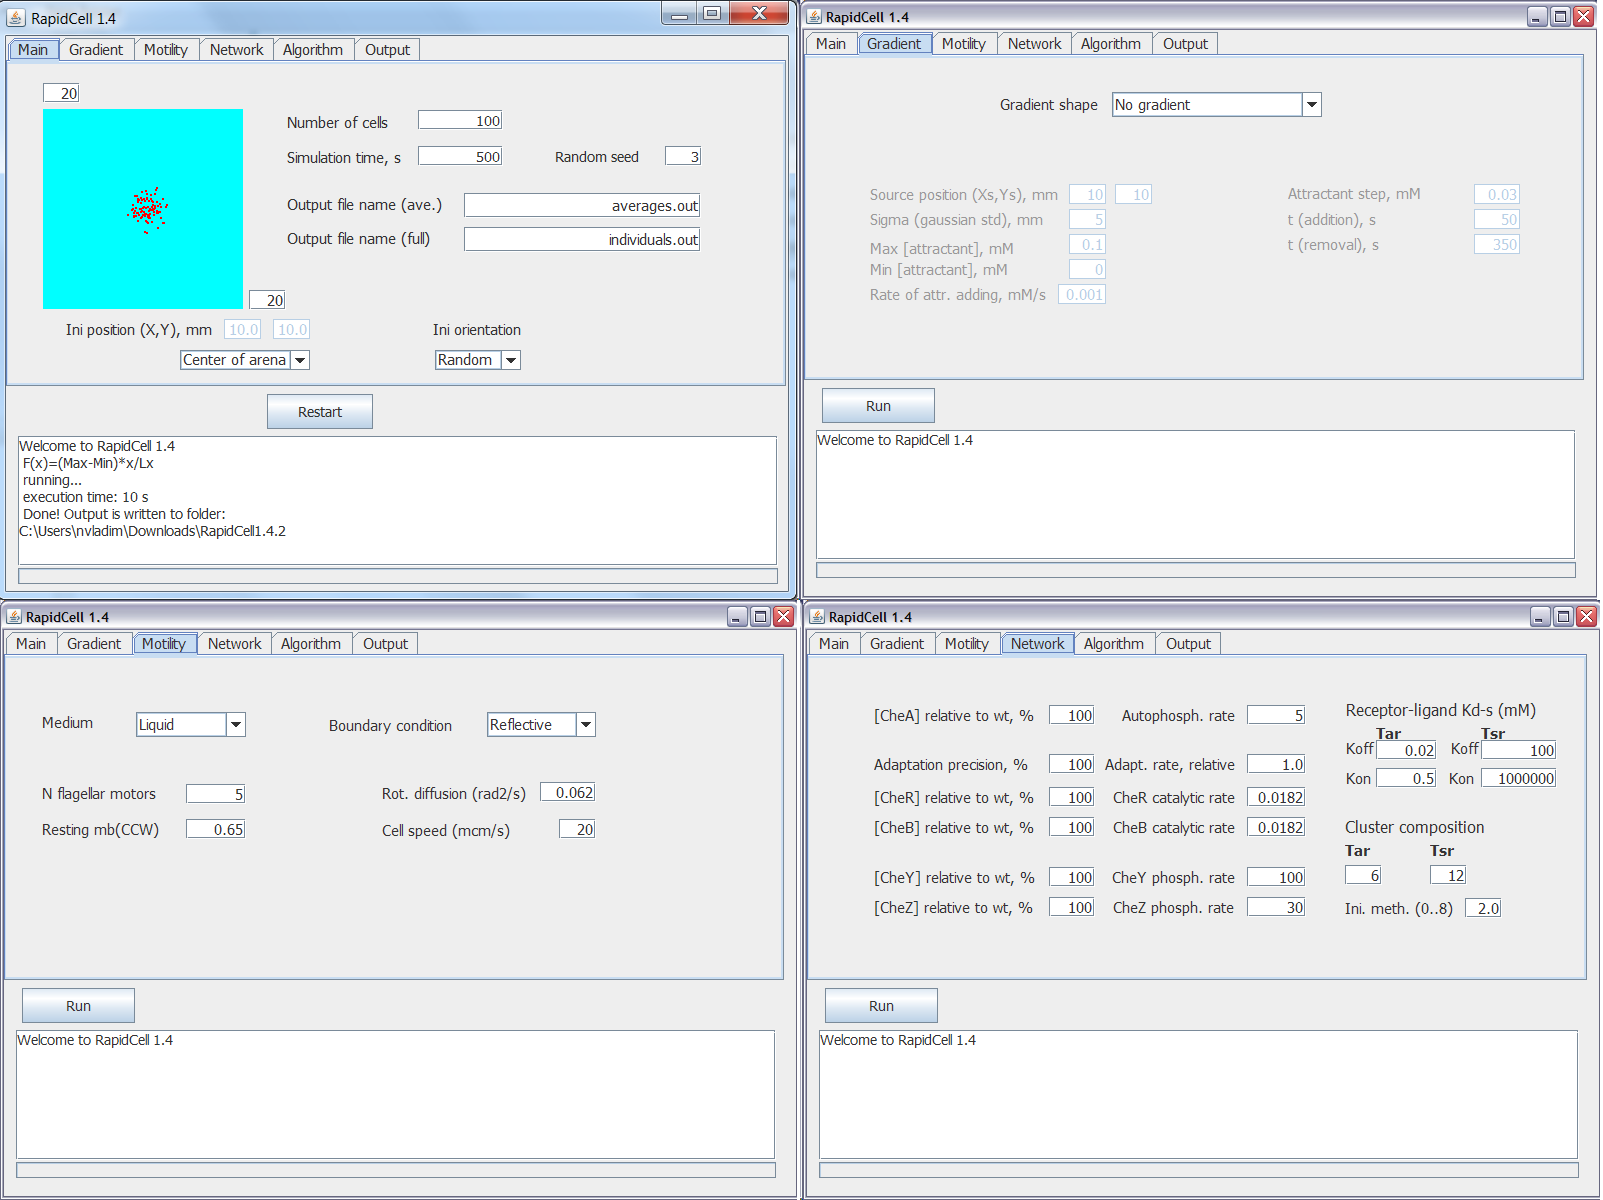 RapidCell 1.4
Main Gradient Motility Network Algorithm Output
20
Number of cells 100
Simulation time, s 500 Random seed 3
Output file name (ave.) averages.out
Output file name (full) individuals.out
20
Ini position (X,Y), mm 10.0 10.0 Ini orientation
Center of arena Random
Restart
Welcome to RapidCell 1.4
F(x)=(Max-Min)*x/Lx
running...
execution time: 10 s
Done! Output is written to folder:
C:\Users\nvladim\Downloads\RapidCell1.4.2
RapidCell 1.4
Main Gradient Motility Network Algorithm Output
Gradient shape No gradient
Source position (Xs,Ys), mm 10 10 Attractant step, mM 0.03
Sigma (gaussian std), mm 5 t (addition), s 50
Max [attractant], mM 0.1 t (removal), s 350
Min [attractant], mM 0
Rate of attr. adding, mM/s 0.001
Run
Welcome to RapidCell 1.4
RapidCell 1.4
Main Gradient Motility Network Algorithm Output
Medium Liquid Boundary condition Reflective
N flagellar motors 5 Rot. diffusion (rad2/s) 0.062
Resting mb(CCW) 0.65 Cell speed (mcm/s) 20
Run
Welcome to RapidCell 1.4
RapidCell 1.4
Main Gradient Motility Network Algorithm Output
[CheA] relative to wt, % 100 Autophosph. rate 5 Receptor-ligand Kd-s (mM)
Tar Tsr
Koff 0.02 Koff 100
Adaptation precision, % 100 Adapt. rate, relative 1.0 Kon 0.5 Kon 1000000
[CheR] relative to wt, % 100 CheR catalytic rate 0.0182
[CheB] relative to wt, % 100 CheB catalytic rate 0.0182 Cluster composition
Tar Tsr
[CheY] relative to wt, % 100 CheY phosph. rate 100 6 12
[CheZ] relative to wt, % 100 CheZ phosph. rate 30 Ini. meth. (0..8) 2.0
Run
Welcome to RapidCell 1.4